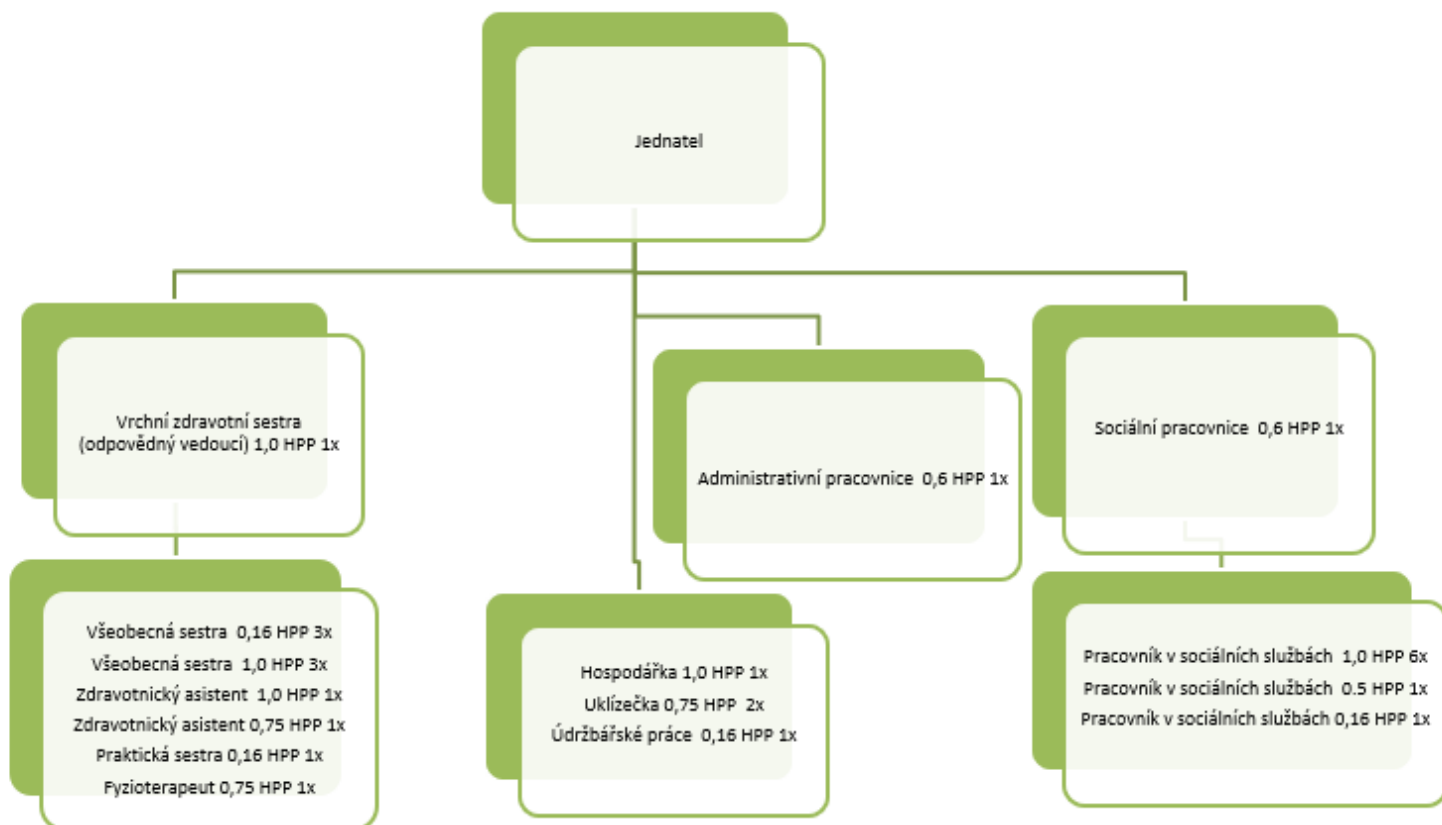 Jednatel
Vrchní zdravotní sestra
(odpovědný vedoucí) 1,0 HPP 1x
Administrativní pracovnice 0,6 HPP 1x
Sociální pracovnice 0,6 HPP 1x
Všeobecná sestra 0,16 HPP 3x
Všeobecná sestra 1,0 HPP 3x
Zdravotnický asistent 1,0 HPP 1x
Zdravotnický asistent 0,75 HPP 1x
Praktická sestra 0,16 HPP 1x
Fyzioterapeut 0,75 HPP 1x
Hospodářka 1,0 HPP 1x
Uklízečka 0,75 HPP 2x
Údržbářské práce 0,16 HPP 1x
Pracovník v sociálních službách 1,0 HPP 6x
Pracovník v sociálních službách 0.5 HPP 1x
Pracovník v sociálních službách 0,16 HPP 1x